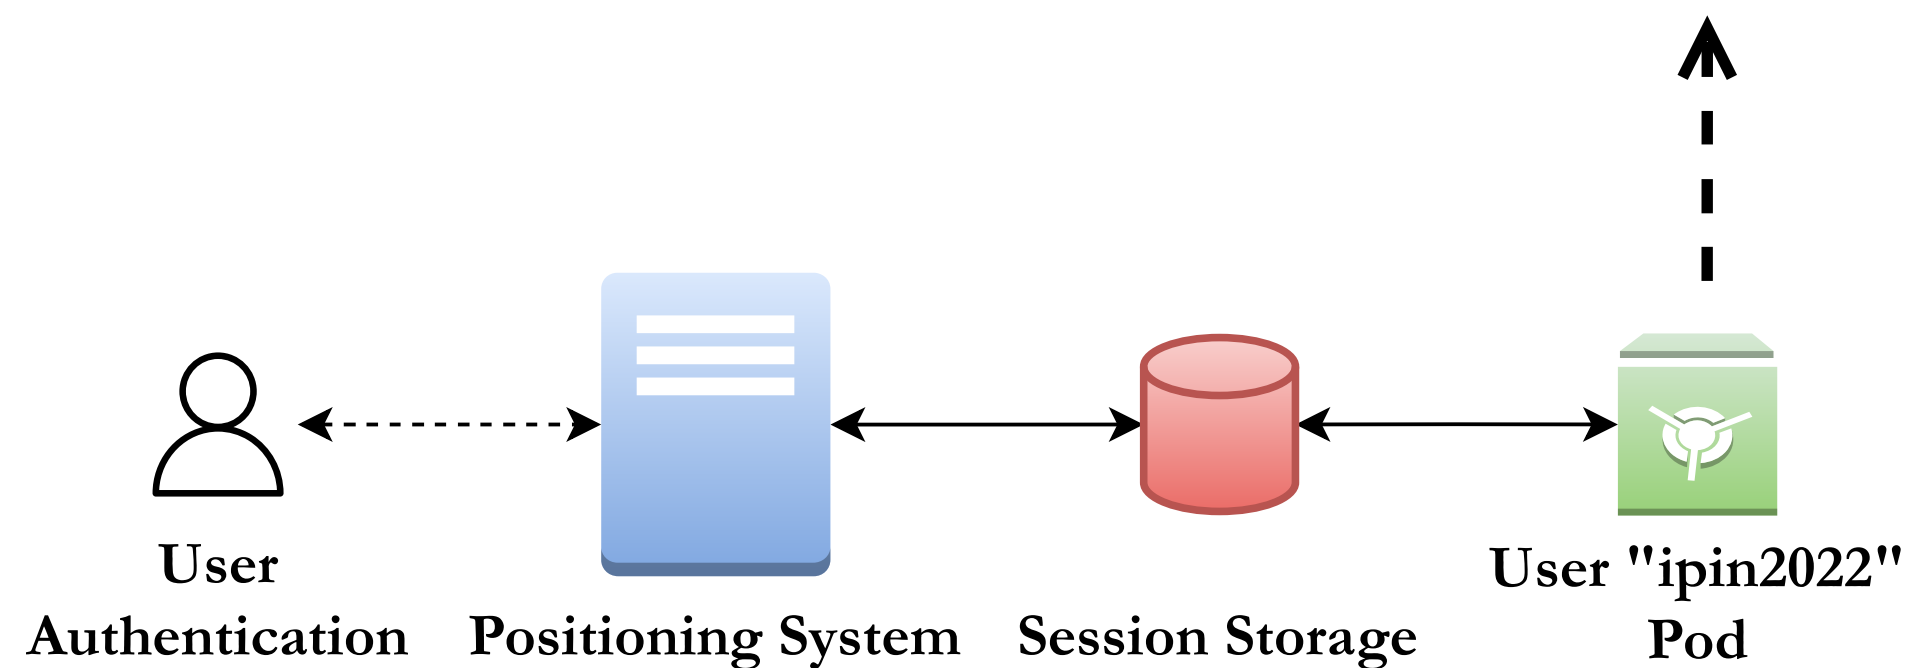 User
Authentication
Positioning System
Session Storage
User "ipin2022"
Pod